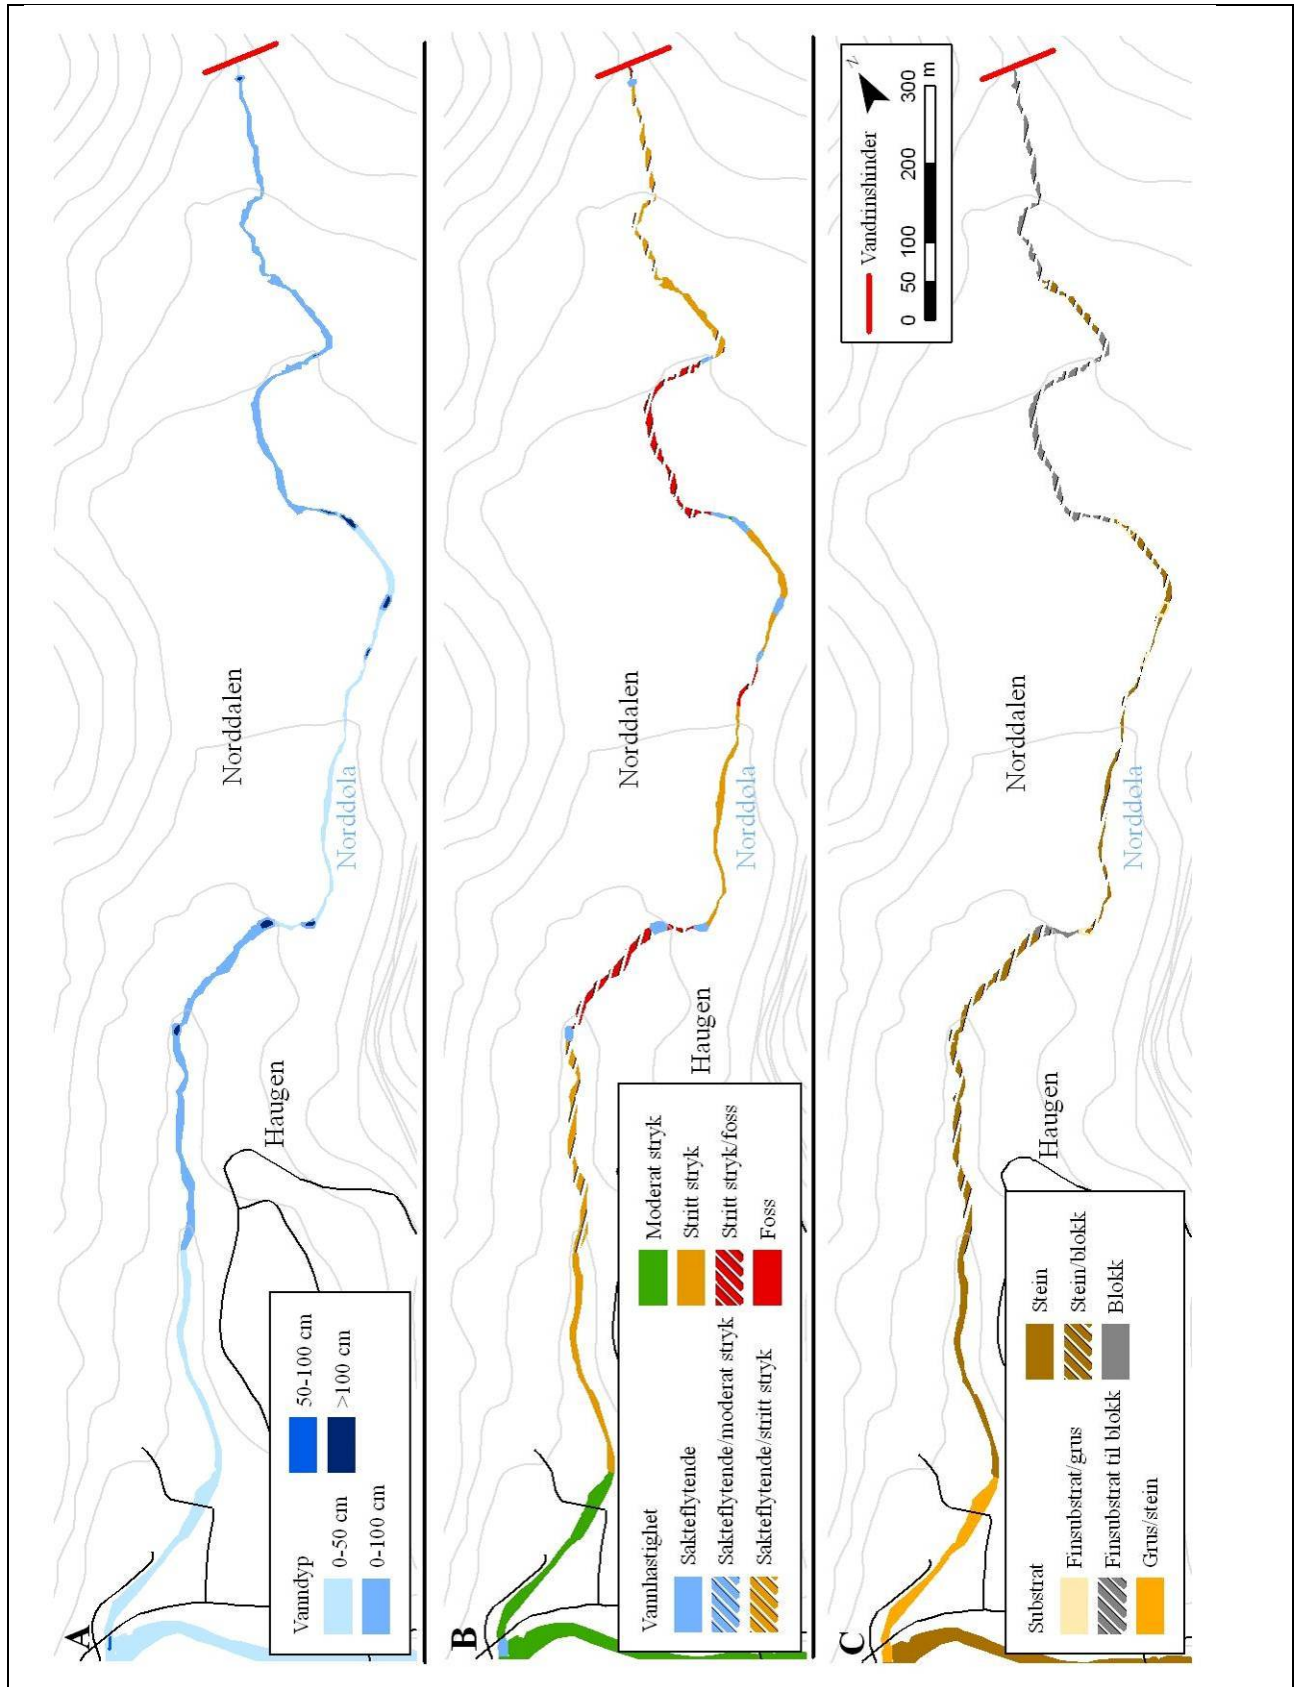 A
Norddalen
Norddøla
Haugen
Vanndyp
0-50 cm
0-100 cm
50-100 cm
>100 cm
B
Norddalen
Norddøla
Haugen
Vannhastighet
Sakteflytende
Sakteflytende/moderat stryk
Sakteflytende/stritt stryk
Moderat stryk
Stritt stryk
Stritt stryk/foss
Foss
C
Vandrinshinder
N
0 50 100 200 300
m
Norddalen
Norddøla
Haugen
Substrat
Finsubstrat/grus
Finsubstrat til blokk
Grus/stein
Stein
Stein/blokk
Blokk